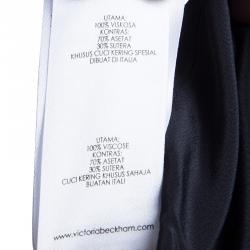 UTAMA:
100% VISKOSA
KONTRAS:
70% ASETAT
30% SUTERA
KHUSUS CUCI KERING SPESIAL
DIBUAT DI ITALIA
UTAMA:
100% VISCOSE
KONTRAS:
70% ASETAT
30% SUTERA
CUCI KERING KHUSUS SAHAJA
BUATAN ITALI
www.victoriabeckham.com